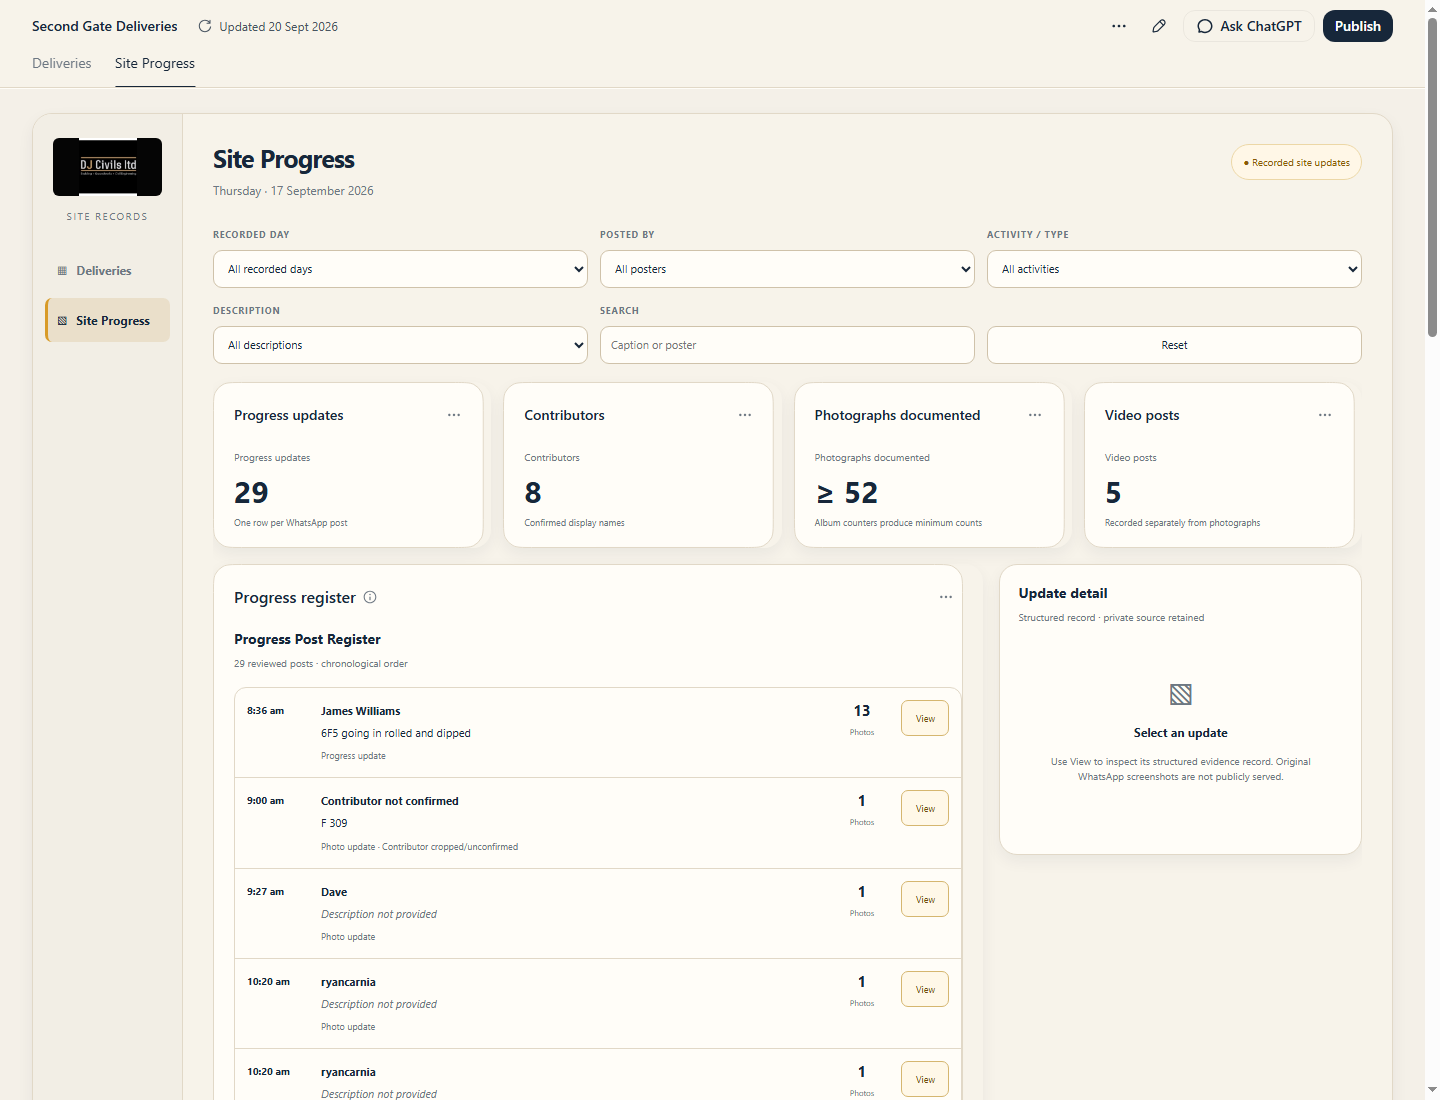 Second Gate Deliveries
Updated 20 Sept 2026
Ask ChatGPT
Publish
Deliveries
Site Progress
DJ Civils ltd
SITE RECORDS
Deliveries
Site Progress
Site Progress
Thursday · 17 September 2026
Recorded site updates
RECORDED DAY
POSTED BY
ACTIVITY / TYPE
All recorded days
All posters
All activities
DESCRIPTION
SEARCH
All descriptions
Caption or poster
Reset
Progress updates
Progress updates
29
One row per WhatsApp post
Contributors
Contributors
8
Confirmed display names
Photographs documented
Photographs documented
≥ 52
Album counters produce minimum counts
Video posts
Video posts
5
Recorded separately from photographs
Progress register
Progress Post Register
29 reviewed posts · chronological order
8:36 am
James Williams
6F5 going in rolled and dipped
Progress update
13
Photos
View
9:00 am
Contributor not confirmed
F 309
Photo update · Contributor cropped/unconfirmed
1
Photos
View
9:27 am
Dave
Description not provided
Photo update
1
Photos
View
10:20 am
ryancarnia
Description not provided
Photo update
1
Photos
View
10:20 am
ryancarnia
Description not provided
1
Photos
View
Update detail
Structured record · private source retained
Select an update
Use View to inspect its structured evidence record. Original
WhatsApp screenshots are not publicly served.